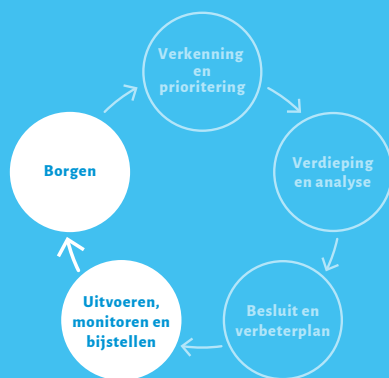 Verkenning
en
prioritering
Verdieping
en analyse
Besluit en
verbeterplan
Uitvoeren,
monitoren en
bijstellen
Borgen